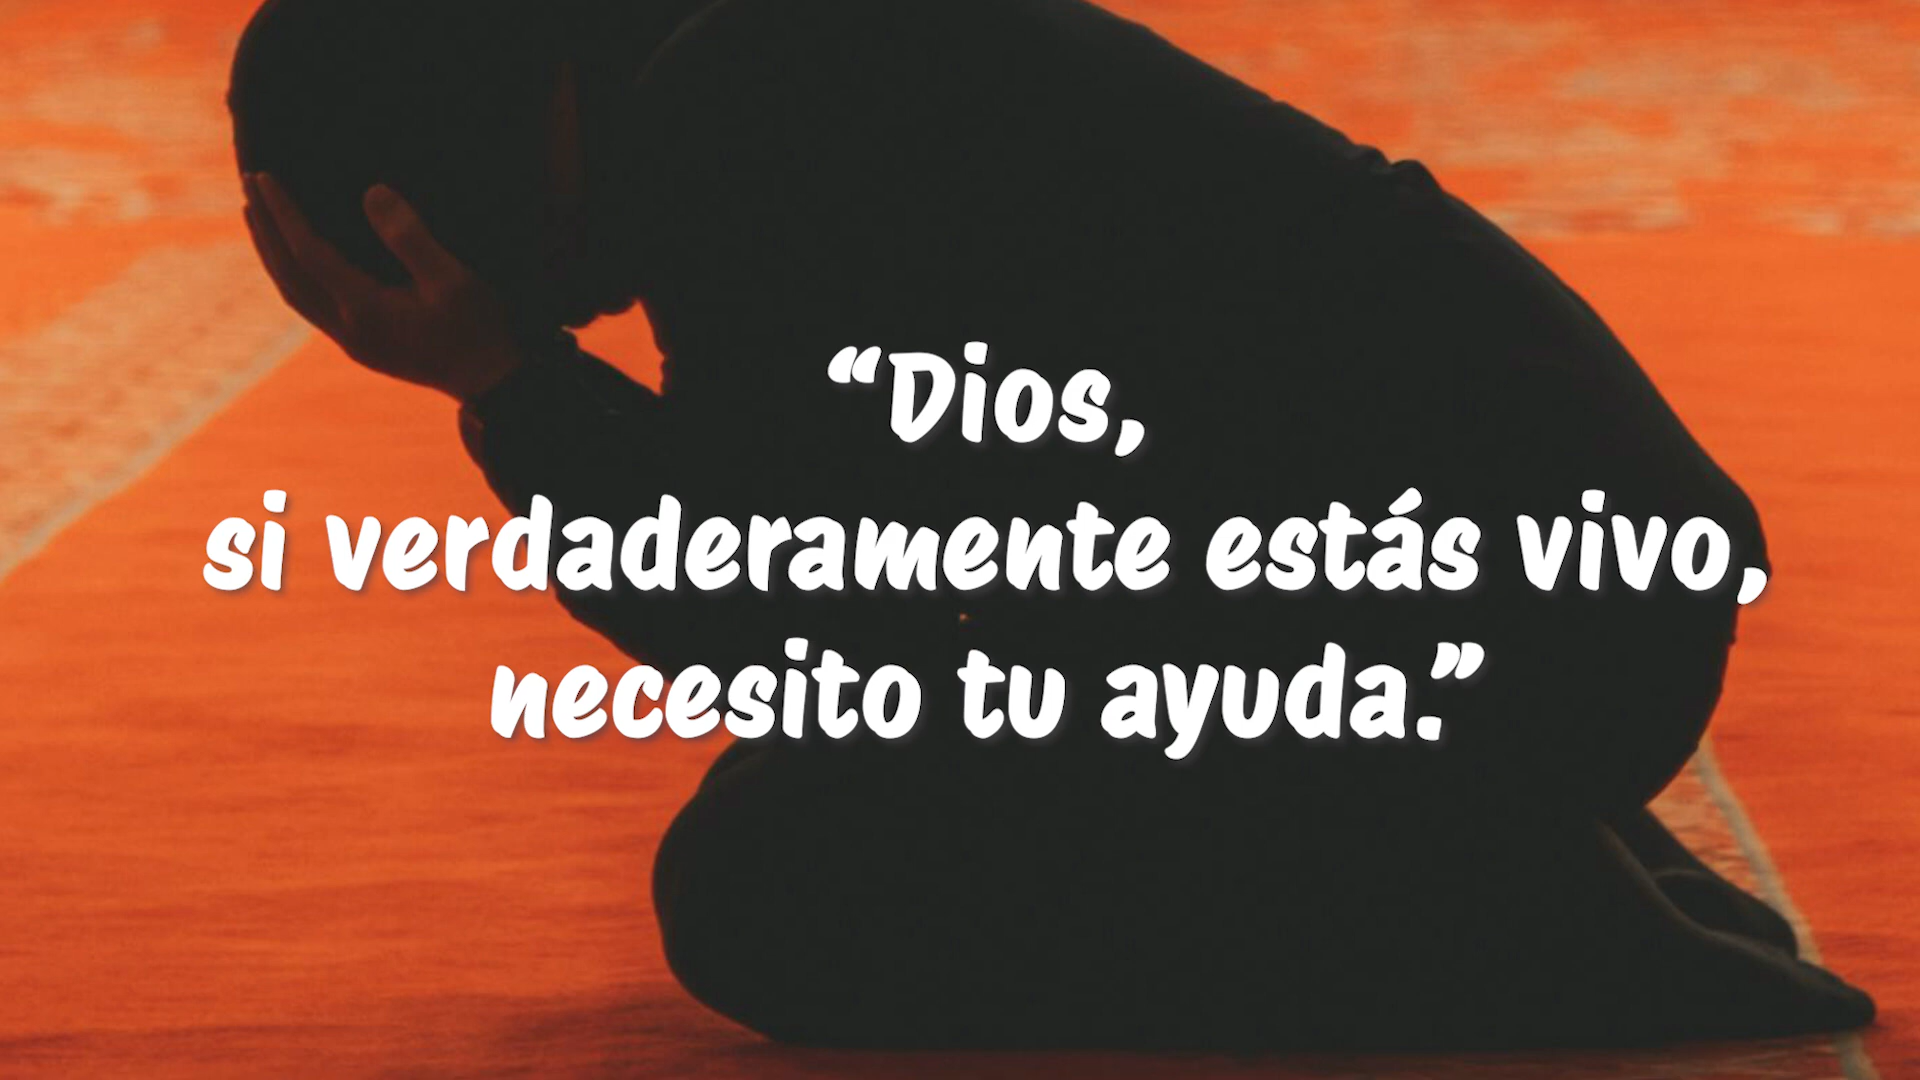 “Dios,
si verdaderamente estás vivo,
necesito tu ayuda.”